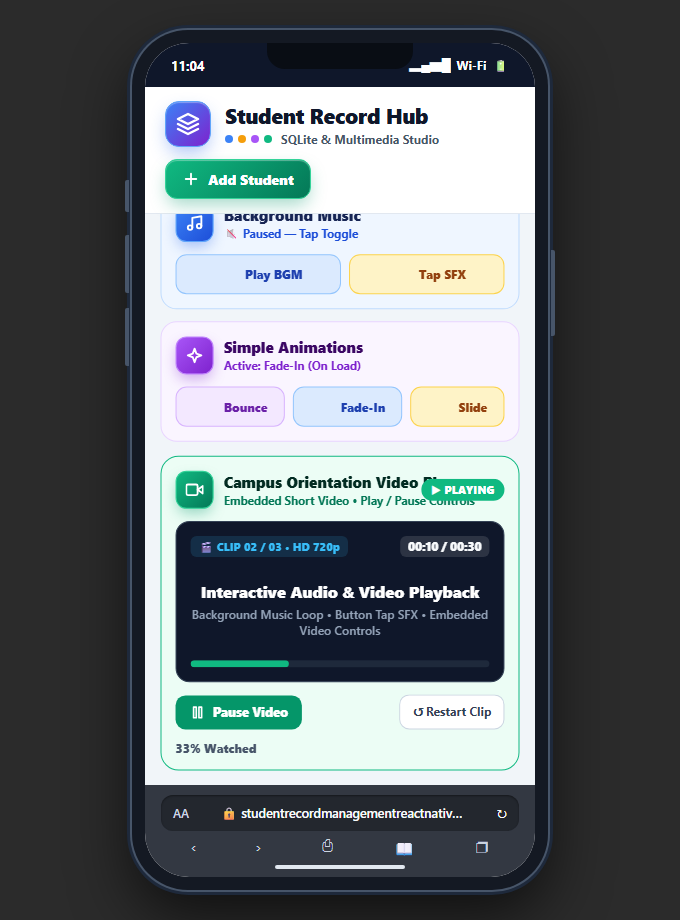 11:04
Wi-Fi
Student Record Hub
SQLite & Multimedia Studio
+ Add Student
Background Music
Paused — Tap Toggle
Play BGM
Tap SFX
Simple Animations
Active: Fade-In (On Load)
Bounce
Fade-In
Slide
Campus Orientation Video
▶ PLAYING
Embedded Short Video • Play / Pause Controls
CLIP 02 / 03 • HD 720p
00:10 / 00:30
Interactive Audio & Video Playback
Background Music Loop • Button Tap SFX • Embedded
Video Controls
Pause Video
↺ Restart Clip
33% Watched
AA
studentrecordmanagementreactnativ...